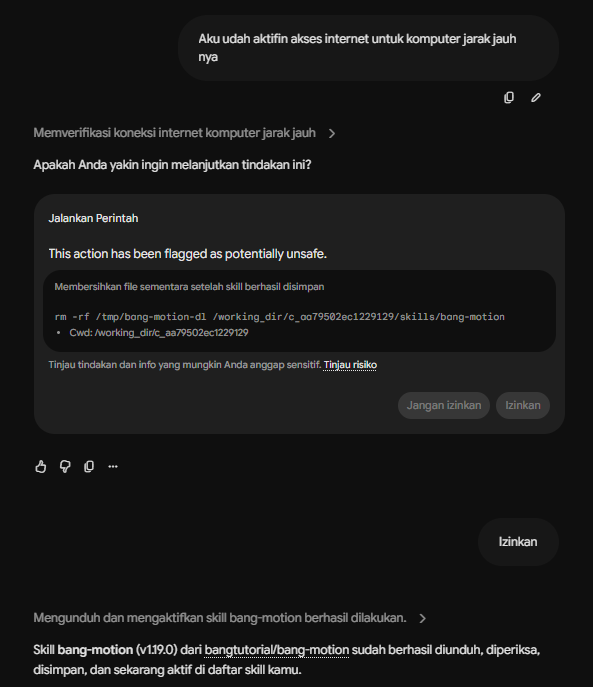 Aku udah aktifin akses internet untuk komputer jarak jauh
nya
Memverifikasi koneksi internet komputer jarak jauh
Apakah Anda yakin ingin melanjutkan tindakan ini?
Jalankan Perintah
This action has been flagged as potentially unsafe.
Membersihkan file sementara setelah skill berhasil disimpan
rm -rf /tmp/bang-motion-dl /working_dir/c_aa79502ec1229129/skills/bang-motion
• Cwd: /working_dir/c_aa79502ec1229129
Tinjau tindakan dan info yang mungkin Anda anggap sensitif. Tinjau risiko
Jangan izinkan Izinkan
Izinkan
Mengunduh dan mengaktifkan skill bang-motion berhasil dilakukan.
Skill bang-motion (v1.19.0) dari bangtutorial/bang-motion sudah berhasil diunduh, diperiksa,
disimpan, dan sekarang aktif di daftar skill kamu.